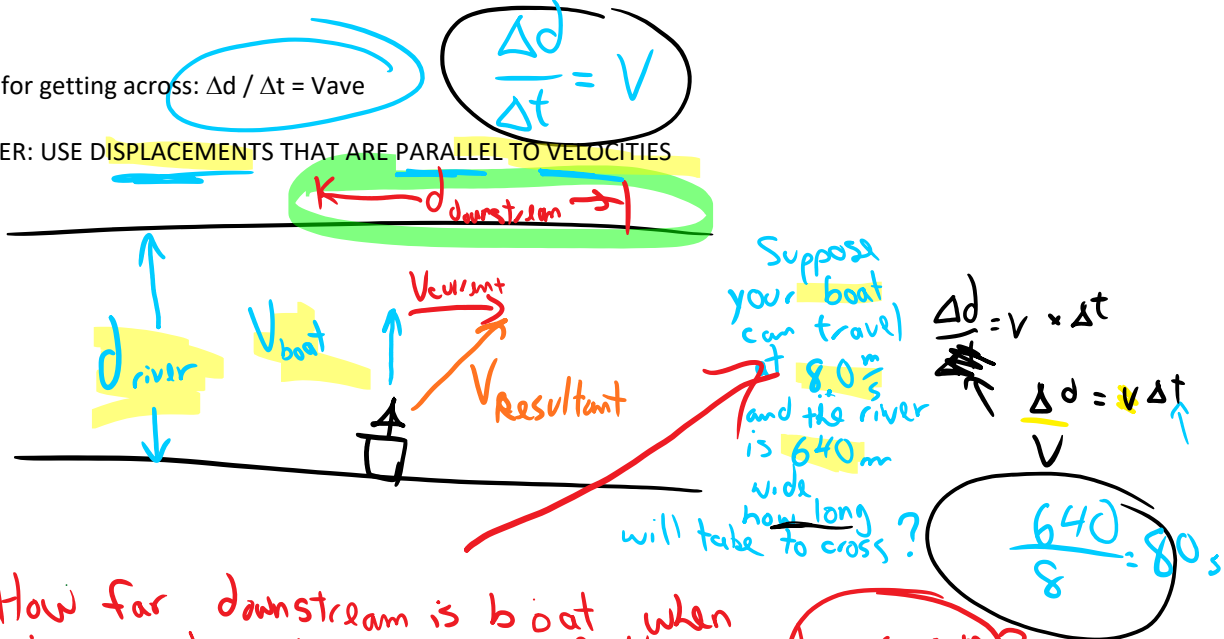 for getting across: Δd / Δt = Vave
Δd
Δt
= V
ER: USE DISPLACEMENTS THAT ARE PARALLEL TO VELOCITIES
d downstream
Vcurrent
V boat
d river
V Resultant
Suppose
your boat
can travel
at 8.0 m/s
and the river
is 640 m
wide
how long
will take to cross?
Δd = V × Δt
Δd = V Δt
V
640
8
= 80 s
How far downstream is boat when